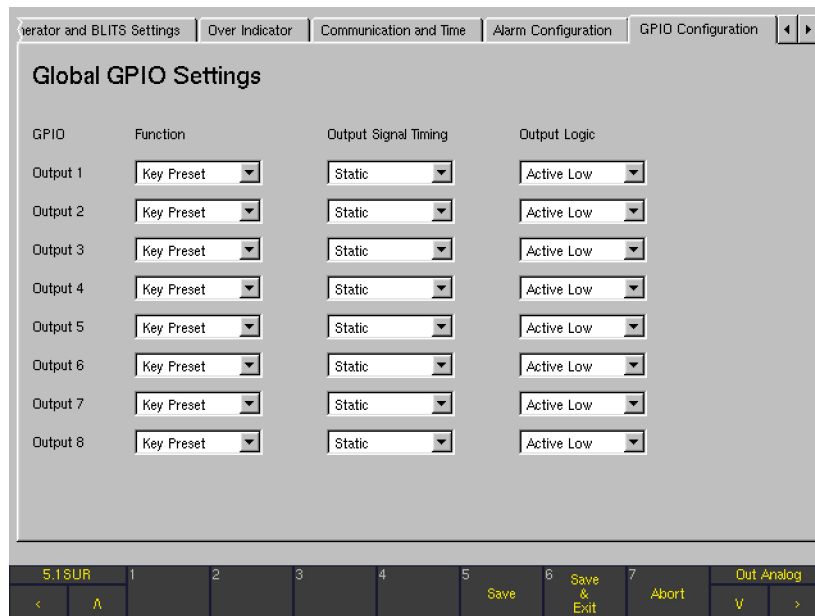 and BLITS Settings Over Indicator Communication and Time Alarm Configuration GPIO Configuration
Global GPIO Settings
GPIO Function Output Signal Timing Output Logic
Output 1 Key Preset Static Active Low
Output 2 Key Preset Static Active Low
Output 3 Key Preset Static Active Low
Output 4 Key Preset Static Active Low
Output 5 Key Preset Static Active Low
Output 6 Key Preset Static Active Low
Output 7 Key Preset Static Active Low
Output 8 Key Preset Static Active Low
5.1SUR 1 2 3 4 5 Save 6 Save & Exit 7 Abort Out Analog
< Λ V >